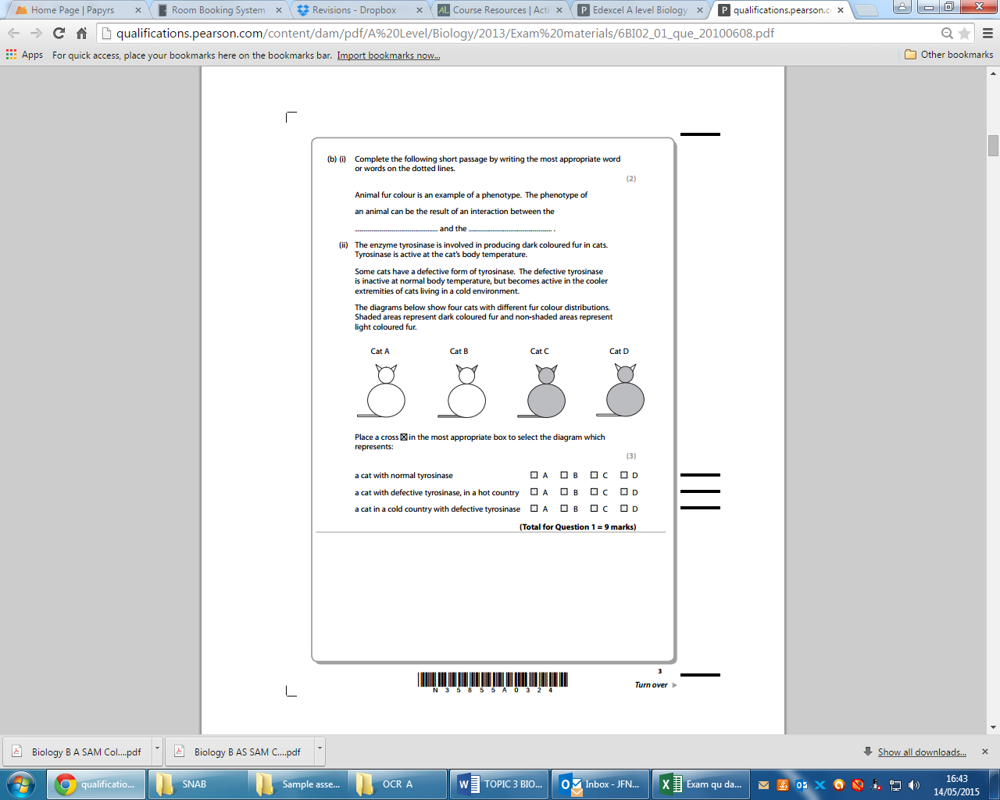 Home Page | Papyrs
Room Booking System
Revisions - Dropbox
Course Resources | Acti
Edexcel A level Biology
qualifications.pearson.c
qualifications.pearson.com/content/dam/pdf/A%20Level/Biology/2013/Exam%20materials/6BI02_01_que_20100608.pdf
Apps For quick access, place your bookmarks here on the bookmarks bar. Import bookmarks now... Other bookmarks
(b) (i) Complete the following short passage by writing the most appropriate word
or words on the dotted lines.
(2)
Animal fur colour is an example of a phenotype. The phenotype of
an animal can be the result of an interaction between the
and the .
(ii) The enzyme tyrosinase is involved in producing dark coloured fur in cats.
Tyrosinase is active at the cat's body temperature.
Some cats have a defective form of tyrosinase. The defective tyrosinase
is inactive at normal body temperature, but becomes active in the cooler
extremities of cats living in a cold environment.
The diagrams below show four cats with different fur colour distributions.
Shaded areas represent dark coloured fur and non-shaded areas represent
light coloured fur.
Cat A Cat B Cat C Cat D
Place a cross ☒ in the most appropriate box to select the diagram which
represents:
(3)
a cat with normal tyrosinase A B C D
a cat with defective tyrosinase, in a hot country A B C D
a cat in a cold country with defective tyrosinase A B C D
(Total for Question 1 = 9 marks)
3
N35855A0324
Turn over
Biology B A SAM Col....pdf
Biology B AS SAM C....pdf
Show all downloads...
qualificatio...
SNAB
Sample asse...
OCR A
TOPIC 3 BIO...
Inbox - JFN...
Exam qu da...
16:43
14/05/2015